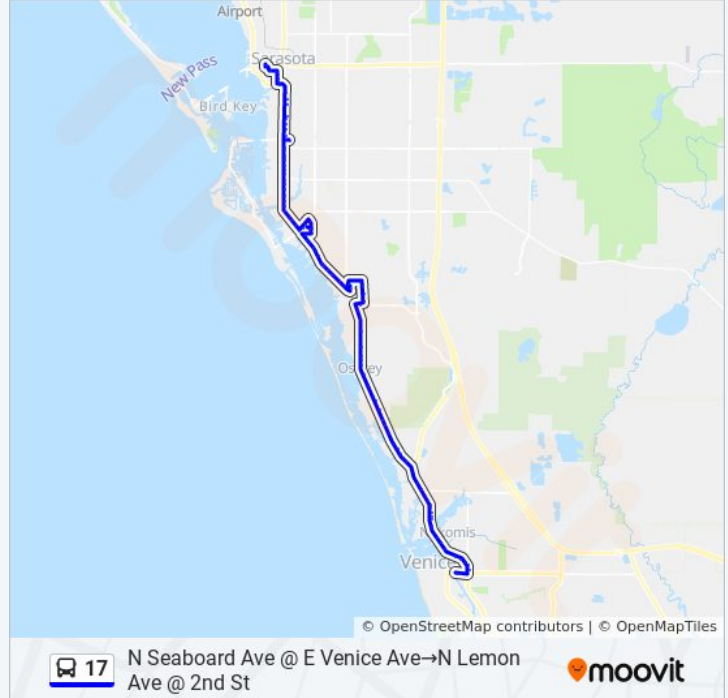 Airport
Sarasota
New Pass
Bird Key
Venice
© OpenStreetMap contributors | © OpenMapTiles
17
N Seaboard Ave @ E Venice Ave→N Lemon
Ave @ 2nd St
moovit